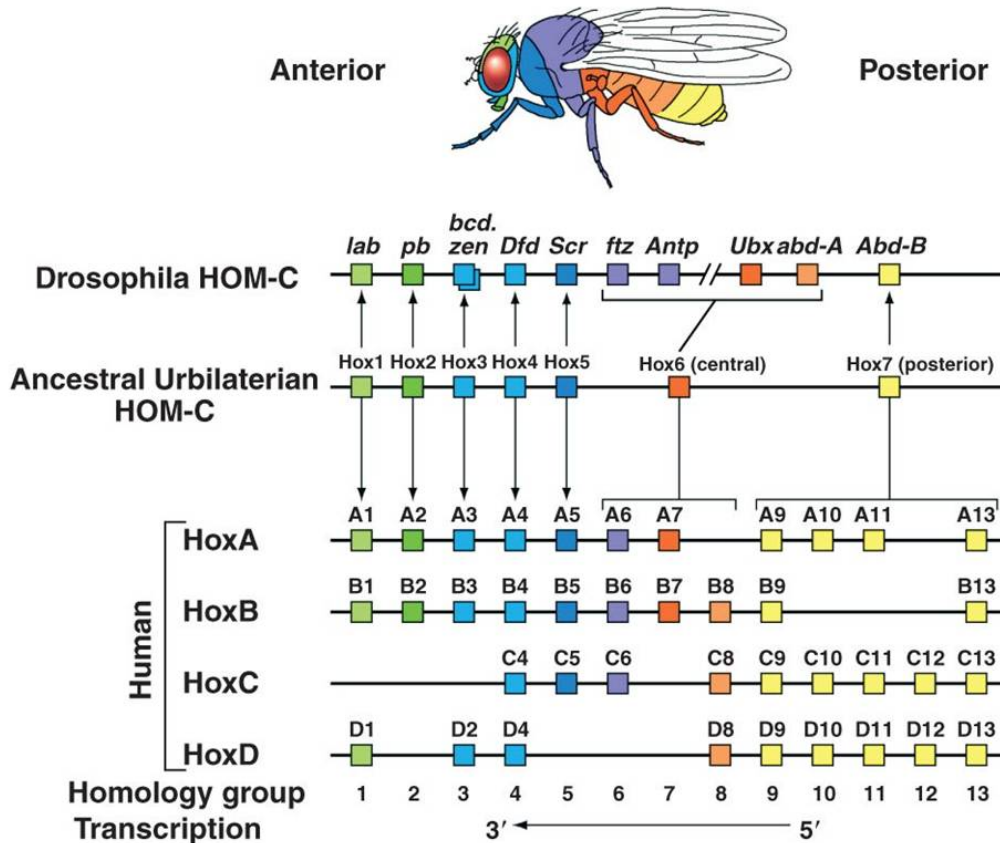 Anterior
Posterior
lab pb bcd. zen Dfd Scr ftz Antp Ubx abd-A Abd-B
Drosophila HOM-C
Hox1 Hox2 Hox3 Hox4 Hox5 Hox6 (central) Hox7 (posterior)
Ancestral Urbilaterian
HOM-C
A1 A2 A3 A4 A5 A6 A7 A9 A10 A11 A13
HoxA
B1 B2 B3 B4 B5 B6 B7 B8 B9 B13
HoxB
Human
C4 C5 C6 C8 C9 C10 C11 C12 C13
HoxC
D1 D2 D4 D8 D9 D10 D11 D12 D13
HoxD
Homology group 1 2 3 4 5 6 7 8 9 10 11 12 13
Transcription 3′ 5′